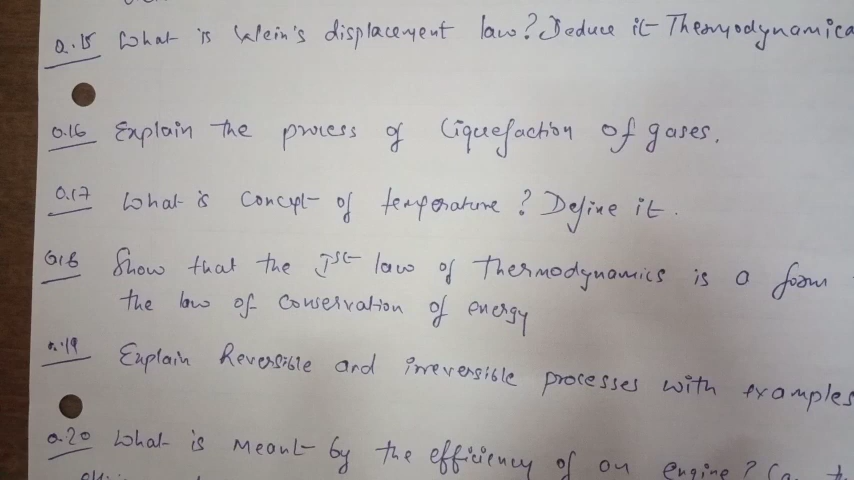 Q.15 What is Wein's displacement law? Deduce it Thermodynamica
Q.16 Explain the process of liquefaction of gases.
Q.17 What is concept of temperature? Define it.
Q.18 Show that the Ist law of Thermodynamics is a form
the law of conservation of energy
Q.19 Explain Reversible and irreversible processes with examples
Q.20 What is meant by the efficiency of an engine? Can